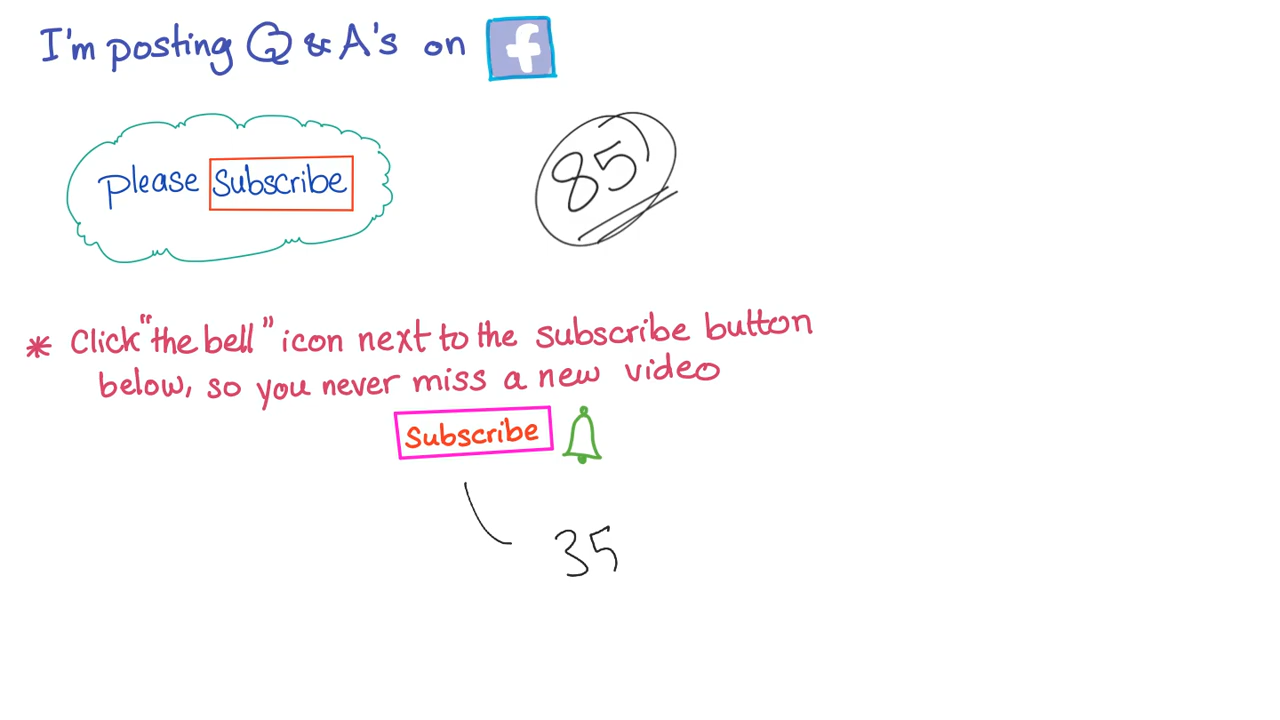 I'm posting Q & A's on f
please Subscribe
85
* Click "the bell" icon next to the subscribe button
below, so you never miss a new video
Subscribe
35